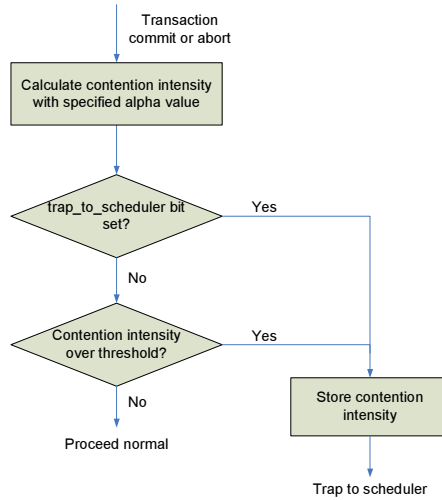 Transaction
commit or abort
Calculate contention intensity
with specified alpha value
trap_to_scheduler bit
set?
Yes
No
Contention intensity
over threshold?
Yes
No
Proceed normal
Store contention
intensity
Trap to scheduler